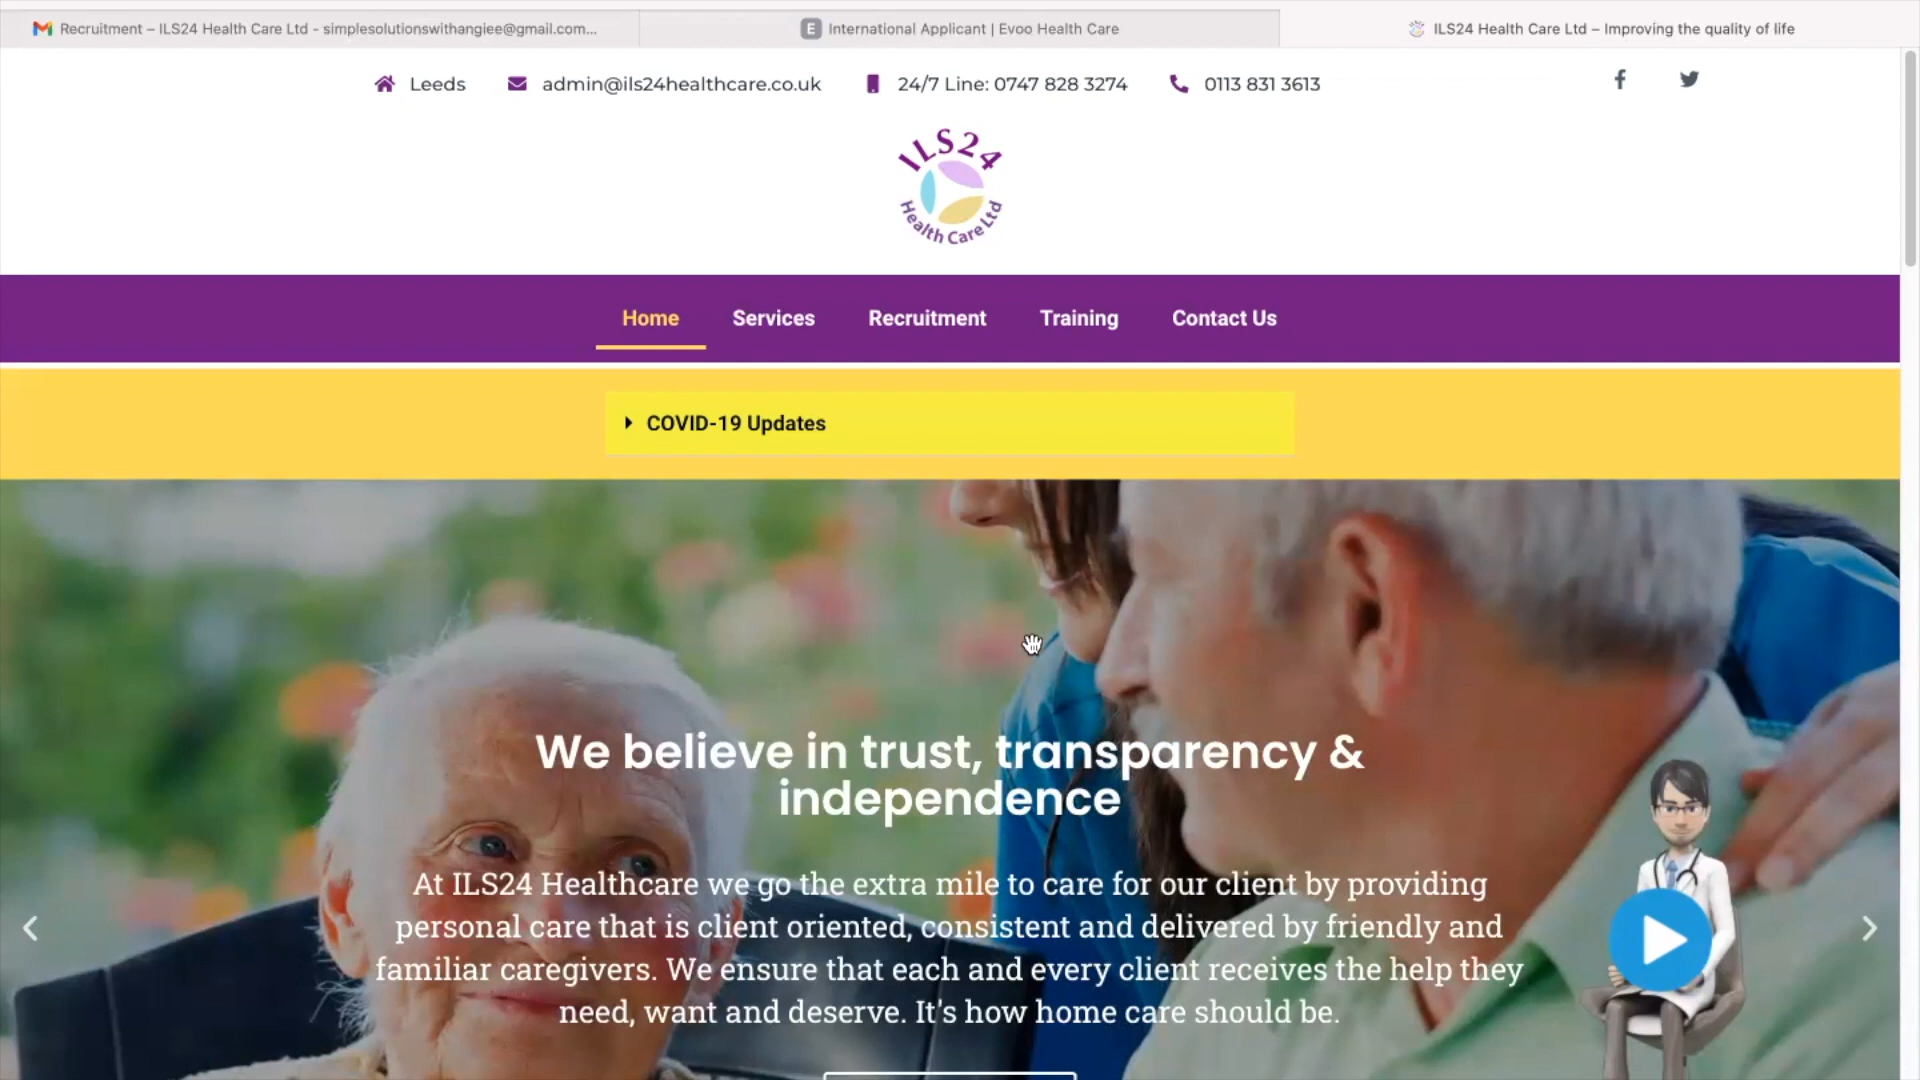 Recruitment – ILS24 Health Care Ltd - simplesolutionswithangiee@gmail.com...
E International Applicant | Evoo Health Care
ILS24 Health Care Ltd – Improving the quality of life
Leeds
admin@ils24healthcare.co.uk
24/7 Line: 0747 828 3274
0113 831 3613
ILS24
Health Care Ltd
Home
Services
Recruitment
Training
Contact Us
COVID-19 Updates
We believe in trust, transparency &
independence
At ILS24 Healthcare we go the extra mile to care for our client by providing
personal care that is client oriented, consistent and delivered by friendly and
familiar caregivers. We ensure that each and every client receives the help they
need, want and deserve. It's how home care should be.